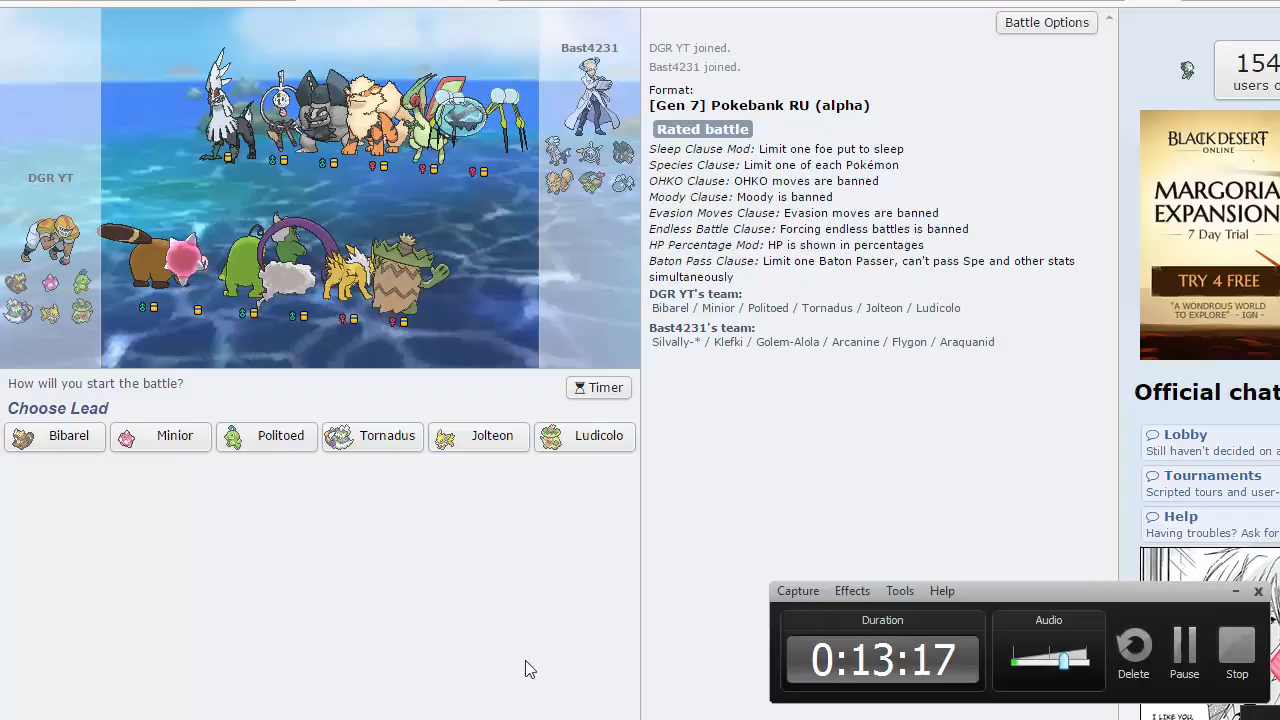 Battle Options
Bast4231
DGR YT joined.
Bast4231 joined.
Format:
[Gen 7] Pokebank RU (alpha)
Rated battle
Sleep Clause Mod: Limit one foe put to sleep
Species Clause: Limit one of each Pokémon
OHKO Clause: OHKO moves are banned
Moody Clause: Moody is banned
Evasion Moves Clause: Evasion moves are banned
Endless Battle Clause: Forcing endless battles is banned
HP Percentage Mod: HP is shown in percentages
Baton Pass Clause: Limit one Baton Passer, can't pass Spe and other stats
simultaneously
DGR YT's team:
Bibarel / Minior / Politoed / Tornadus / Jolteon / Ludicolo
Bast4231's team:
Silvally-* / Klefki / Golem-Alola / Arcanine / Flygon / Araquanid
DGR YT
How will you start the battle?
Timer
Choose Lead
Bibarel
Minior
Politoed
Tornadus
Jolteon
Ludicolo
154
users o
BLACK DESERT
ONLINE
MARGORIA
EXPANSION
7 Day Trial
TRY 4 FREE
"A WONDROUS WORLD
TO EXPLORE" - IGN -
Official chat
Lobby
Still haven't decided on a
Tournaments
Scripted tours and user-
Help
Having troubles? Ask for
Capture Effects Tools Help
Duration
0:13:17
Audio
Delete
Pause
Stop
I LIKE YOU,